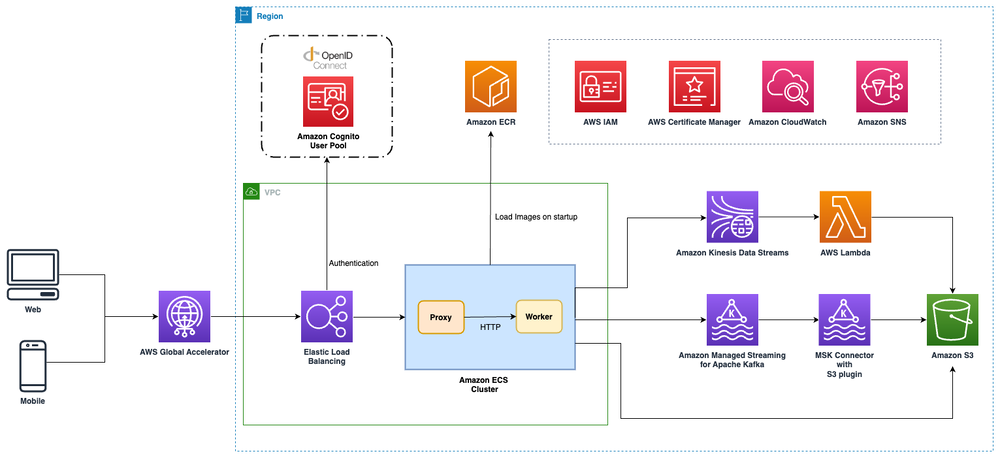 Region
OpenID
Connect
Amazon Cognito
User Pool
Amazon ECR
AWS IAM
AWS Certificate Manager
Amazon CloudWatch
Amazon SNS
VPC
Load Images on startup
Authentication
Amazon Kinesis Data Streams
AWS Lambda
Web
Mobile
AWS Global Accelerator
Elastic Load
Balancing
Proxy
HTTP
Worker
Amazon ECS
Cluster
K
Amazon Managed Streaming
for Apache Kafka
K
MSK Connector
with
S3 plugin
Amazon S3